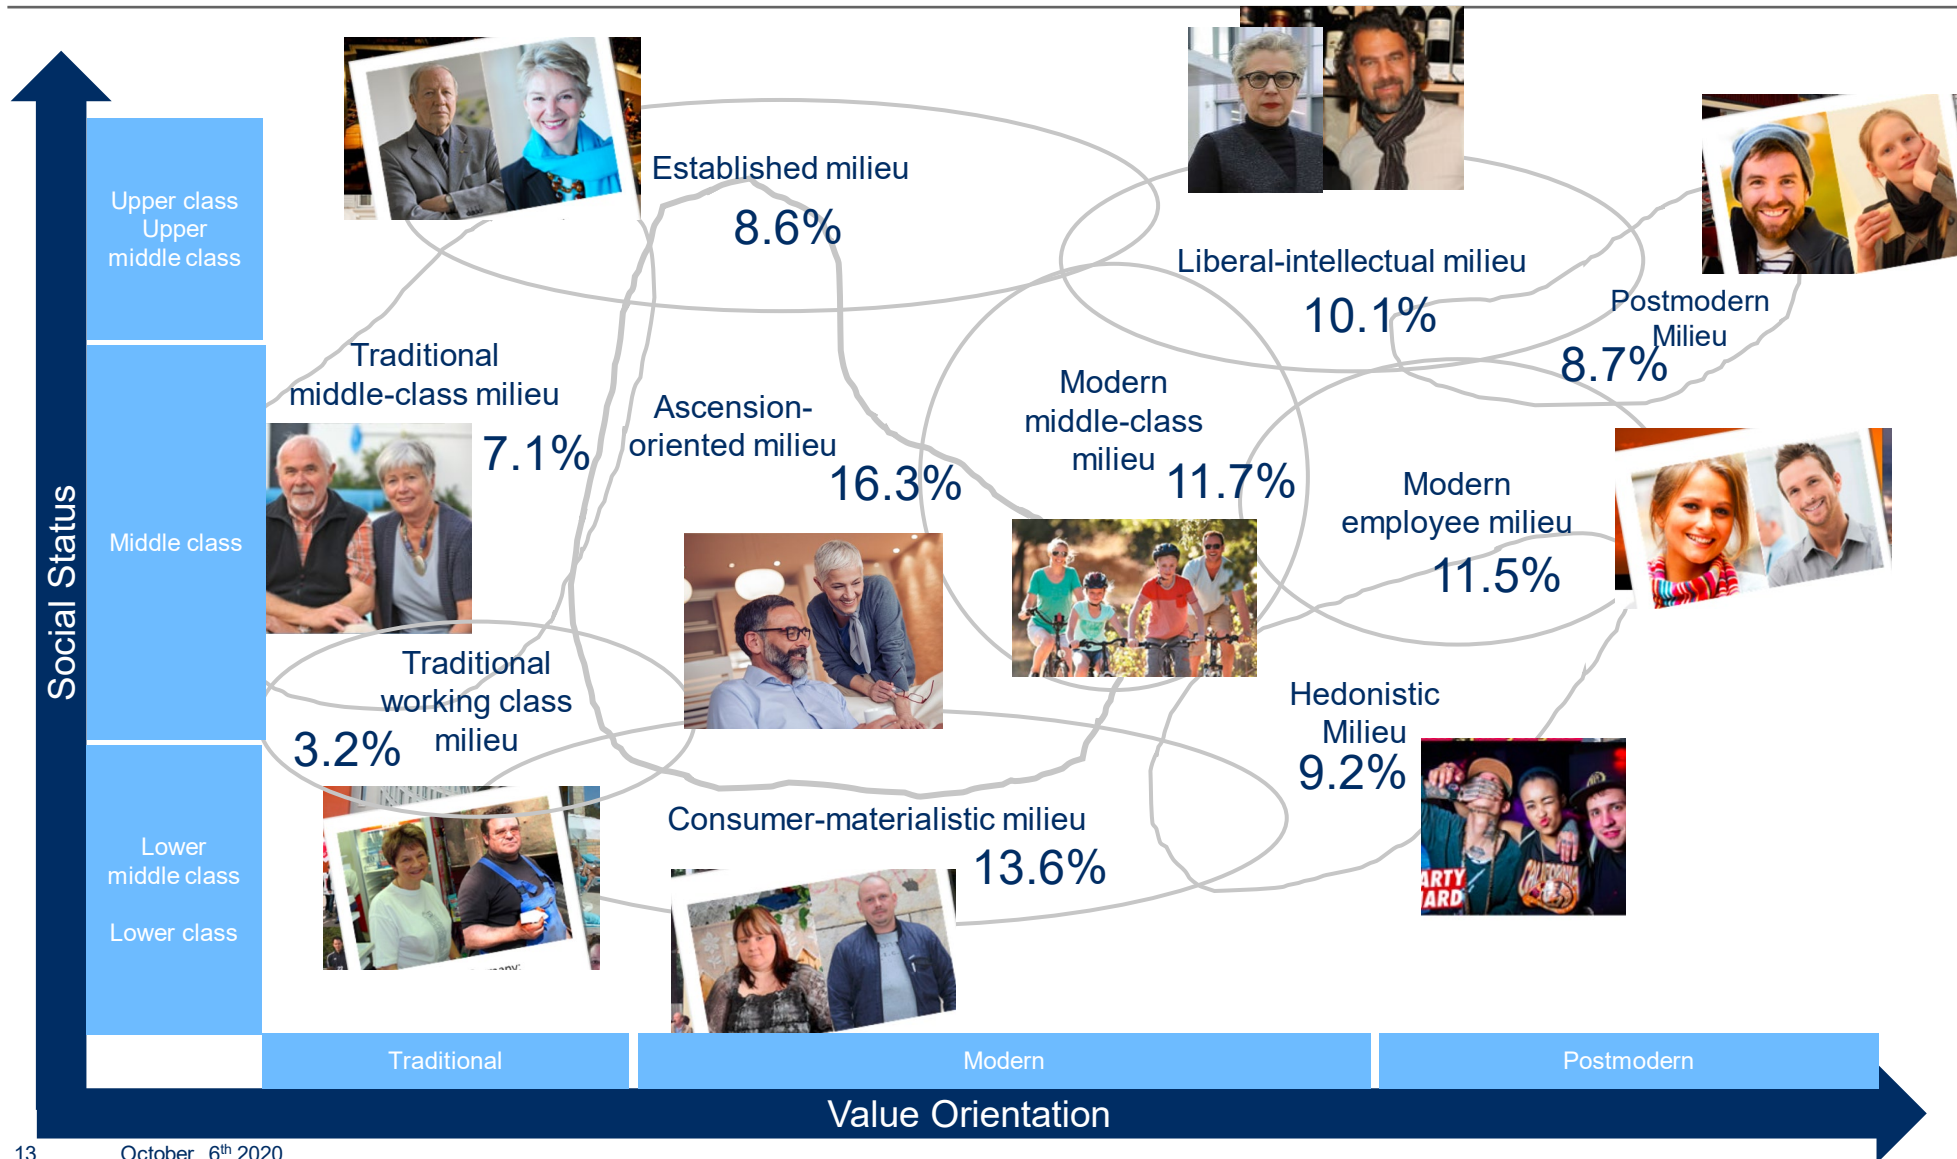 Established milieu
8.6%
Liberal-intellectual milieu
10.1%
Postmodern
Milieu
8.7%
Upper class
Upper
middle class
Traditional
middle-class milieu
7.1%
Ascension-
oriented milieu
16.3%
Modern
middle-class
milieu
11.7%
Modern
employee milieu
11.5%
Middle class
Social Status
Traditional
working class
milieu
3.2%
Hedonistic
Milieu
9.2%
Consumer-materialistic milieu
13.6%
Lower
middle class
Lower class
ARTY
ARD
CALIFORNIA
Traditional
Modern
Postmodern
Value Orientation
13
October 6th 2020